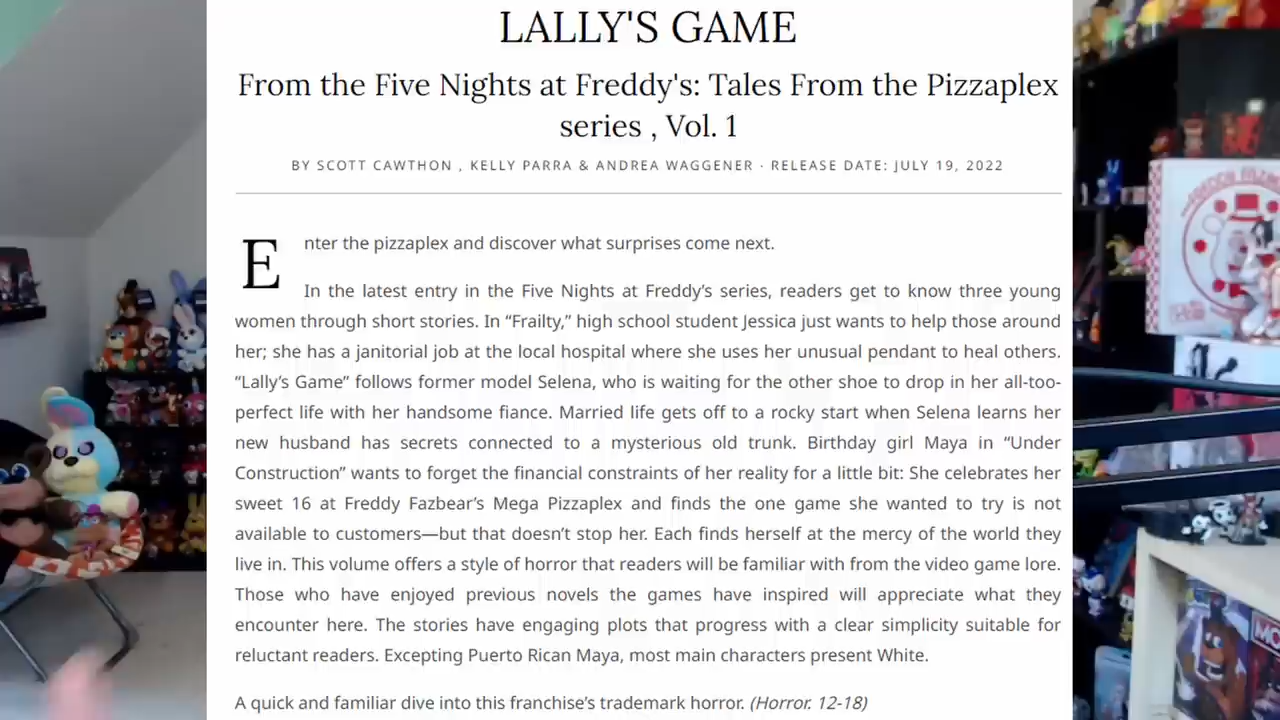 LALLY'S GAME
From the Five Nights at Freddy's: Tales From the Pizzaplex
series , Vol. 1
BY SCOTT CAWTHON , KELLY PARRA & ANDREA WAGGENER · RELEASE DATE: JULY 19, 2022
Enter the pizzaplex and discover what surprises come next.
In the latest entry in the Five Nights at Freddy’s series, readers get to know three young
women through short stories. In “Frailty,” high school student Jessica just wants to help those around
her; she has a janitorial job at the local hospital where she uses her unusual pendant to heal others.
“Lally’s Game” follows former model Selena, who is waiting for the other shoe to drop in her all-too-
perfect life with her handsome fiance. Married life gets off to a rocky start when Selena learns her
new husband has secrets connected to a mysterious old trunk. Birthday girl Maya in “Under
Construction” wants to forget the financial constraints of her reality for a little bit: She celebrates her
sweet 16 at Freddy Fazbear’s Mega Pizzaplex and finds the one game she wanted to try is not
available to customers—but that doesn’t stop her. Each finds herself at the mercy of the world they
live in. This volume offers a style of horror that readers will be familiar with from the video game lore.
Those who have enjoyed previous novels the games have inspired will appreciate what they
encounter here. The stories have engaging plots that progress with a clear simplicity suitable for
reluctant readers. Excepting Puerto Rican Maya, most main characters present White.
A quick and familiar dive into this franchise’s trademark horror. (Horror. 12-18)